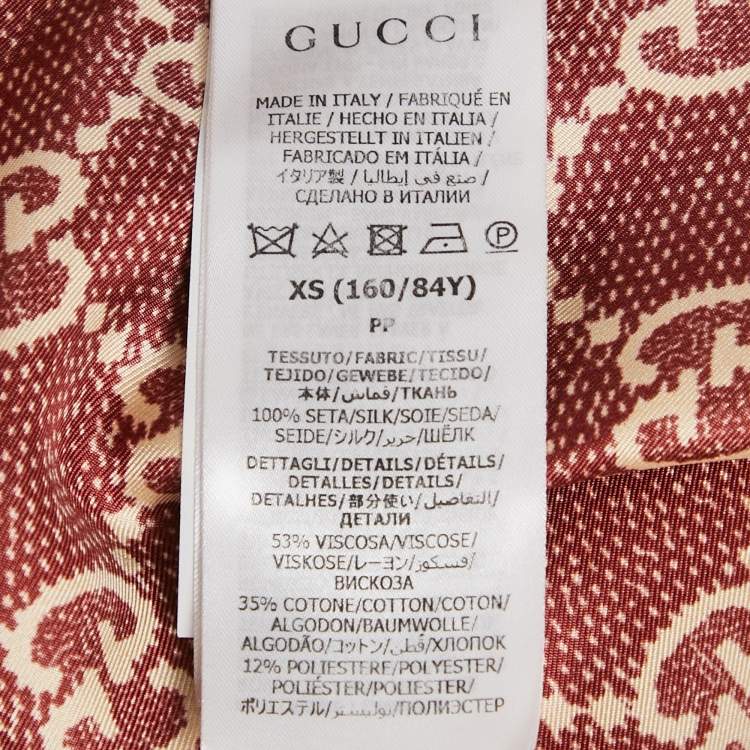 GUCCI
MADE IN ITALY / FABRIQUÉ EN
ITALIE / HECHO EN ITALIA /
HERGESTELLT IN ITALIEN /
FABRICADO EM ITÁLIA /
イタリア製 / صنع في إيطاليا /
СДЕЛАНО В ИТАЛИИ
P
XS (160/84Y)
PP
TESSUTO/FABRIC/TISSU/
TEJIDO/GEWEBE/TECIDO/
本体/قماش/ТКАНЬ
100% SETA/SILK/SOIE/SEDA/
SEIDE/シルク/حرير/ШЁЛК
DETTAGLI/DETAILS/DÉTAILS/
DETALLES/DETAILS/
DETALHES/部分使い/التفاصيل/
ДЕТАЛИ
53% VISCOSA/VISCOSE/
VISKOSE/レーヨン/فسكوز/
ВИСКОЗА
35% COTONE/COTTON/COTON/
ALGODON/BAUMWOLLE/
ALGODÃO/コットン/قطن/ХЛОПОК
12% POLIESTERE/POLYESTER/
POLIÉSTER/POLIESTER/
ポリエステル/بوليستر/ПОЛИЭСТЕР